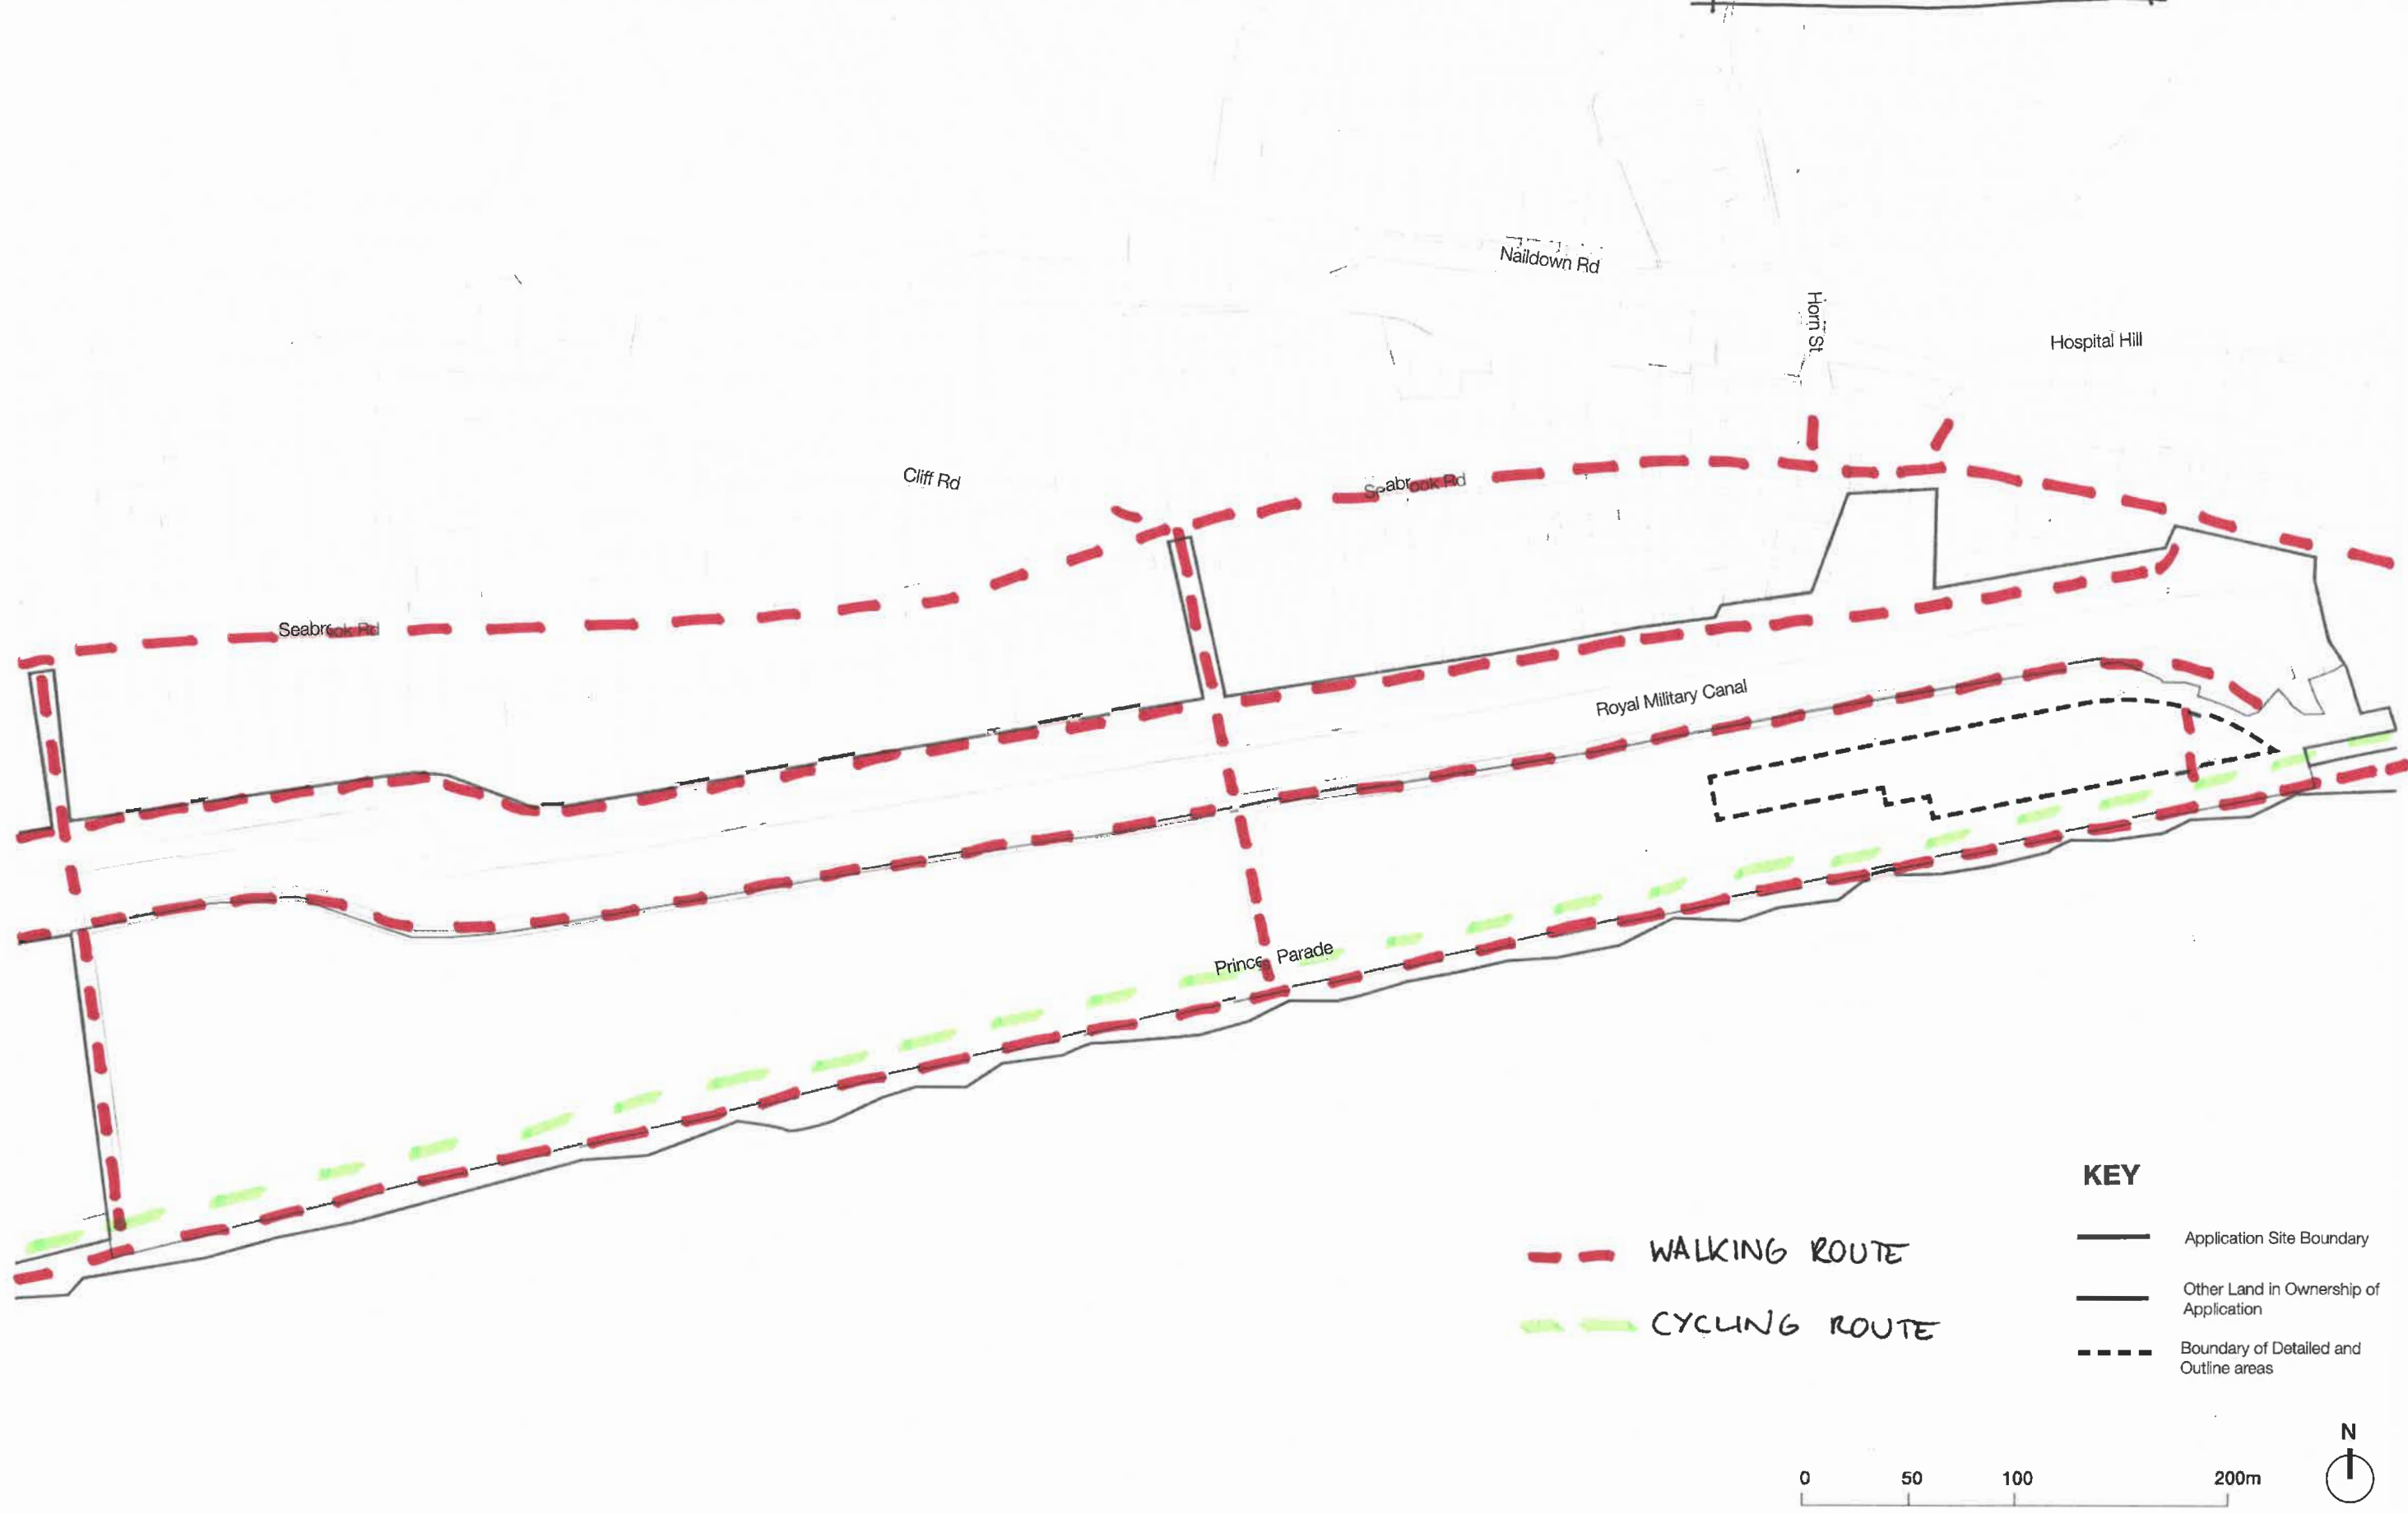 Naildown Rd
Horn St
Hospital Hill
Cliff Rd
Seabrook Rd
Seabrook Rd
Royal Military Canal
Princes Parade
KEY
Application Site Boundary
Other Land in Ownership of
Application
Boundary of Detailed and
Outline areas
WALKING ROUTE
CYCLING ROUTE
N
0 50 100 200m